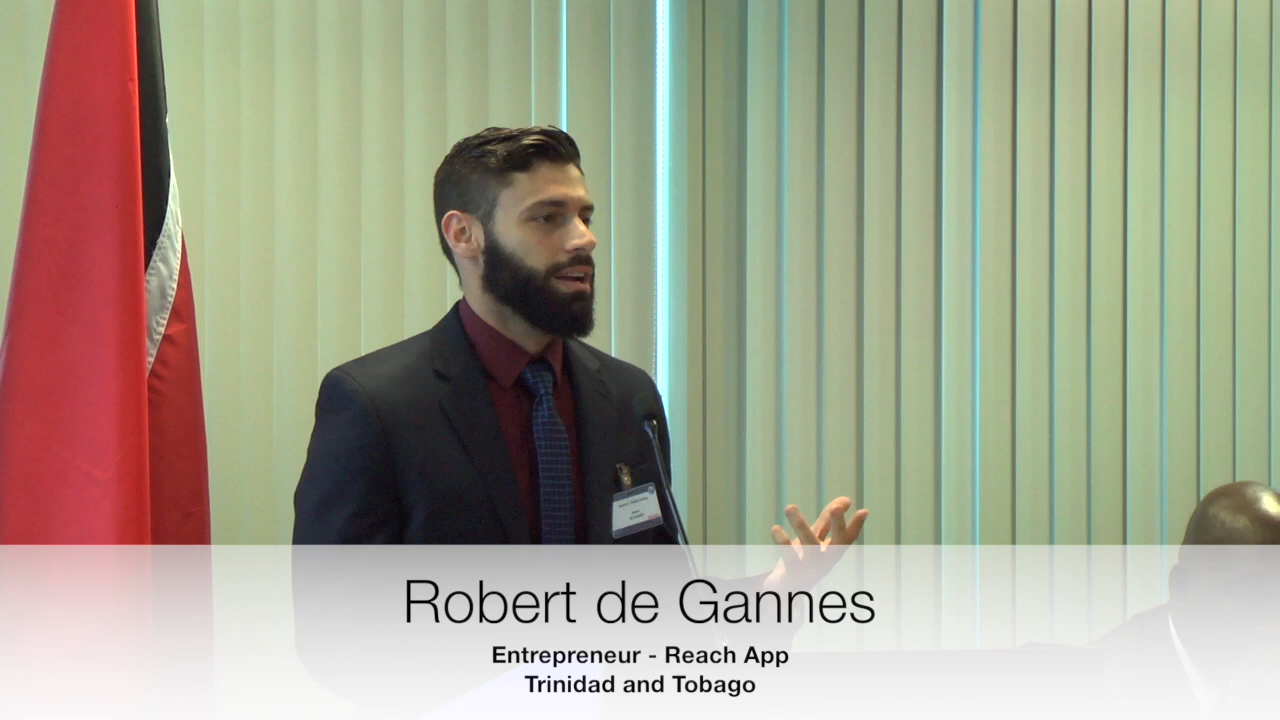 Robert de Gannes
Entrepreneur - Reach App
Trinidad and Tobago